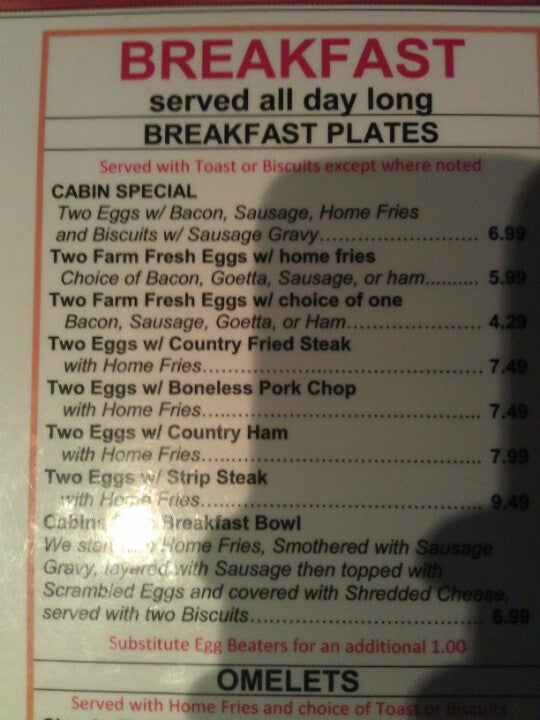 BREAKFAST
served all day long
BREAKFAST PLATES
Served with Toast or Biscuits except where noted
CABIN SPECIAL
Two Eggs w/ Bacon, Sausage, Home Fries
and Biscuits w/ Sausage Gravy.............................. 6.99
Two Farm Fresh Eggs w/ home fries
Choice of Bacon, Goetta, Sausage, or ham.......... 5.99
Two Farm Fresh Eggs w/ choice of one
Bacon, Sausage, Goetta, or Ham......................... 4.29
Two Eggs w/ Country Fried Steak
with Home Fries.................................................... 7.49
Two Eggs w/ Boneless Pork Chop
with Home Fries.................................................... 7.49
Two Eggs w/ Country Ham
with Home Fries.................................................... 7.99
Two Eggs w/ Strip Steak
with Home Fries.................................................... 9.49
Cabins Breakfast Bowl
We start Home Fries, Smothered with Sausage
Gravy, layered with Sausage then topped with
Scrambled Eggs and covered with Shredded Cheese,
served with two Biscuits........................................ 6.99
Substitute Egg Beaters for an additional 1.00
OMELETS
Served with Home Fries and choice of Toast or Biscuits